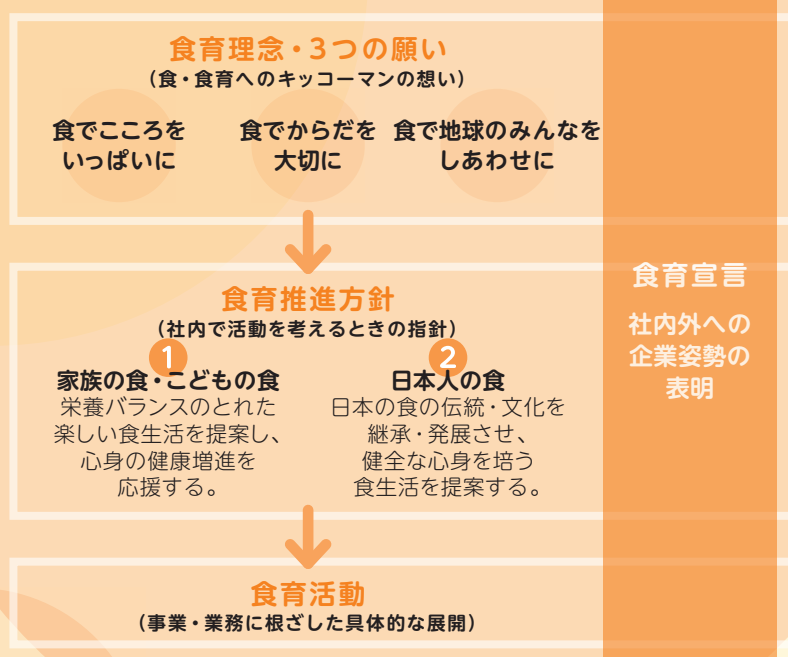 食育理念・3つの願い
（食・食育へのキッコーマンの想い）
食でこころを
いっぱいに
食でからだを
大切に
食で地球のみんなを
しあわせに
食育推進方針
（社内で活動を考えるときの指針）
1
家族の食・こどもの食
栄養バランスのとれた
楽しい食生活を提案し、
心身の健康増進を
応援する。
2
日本人の食
日本の食の伝統・文化を
継承・発展させ、
健全な心身を培う
食生活を提案する。
食育活動
（事業・業務に根ざした具体的な展開）
食育宣言
社内外への
企業姿勢の
表明